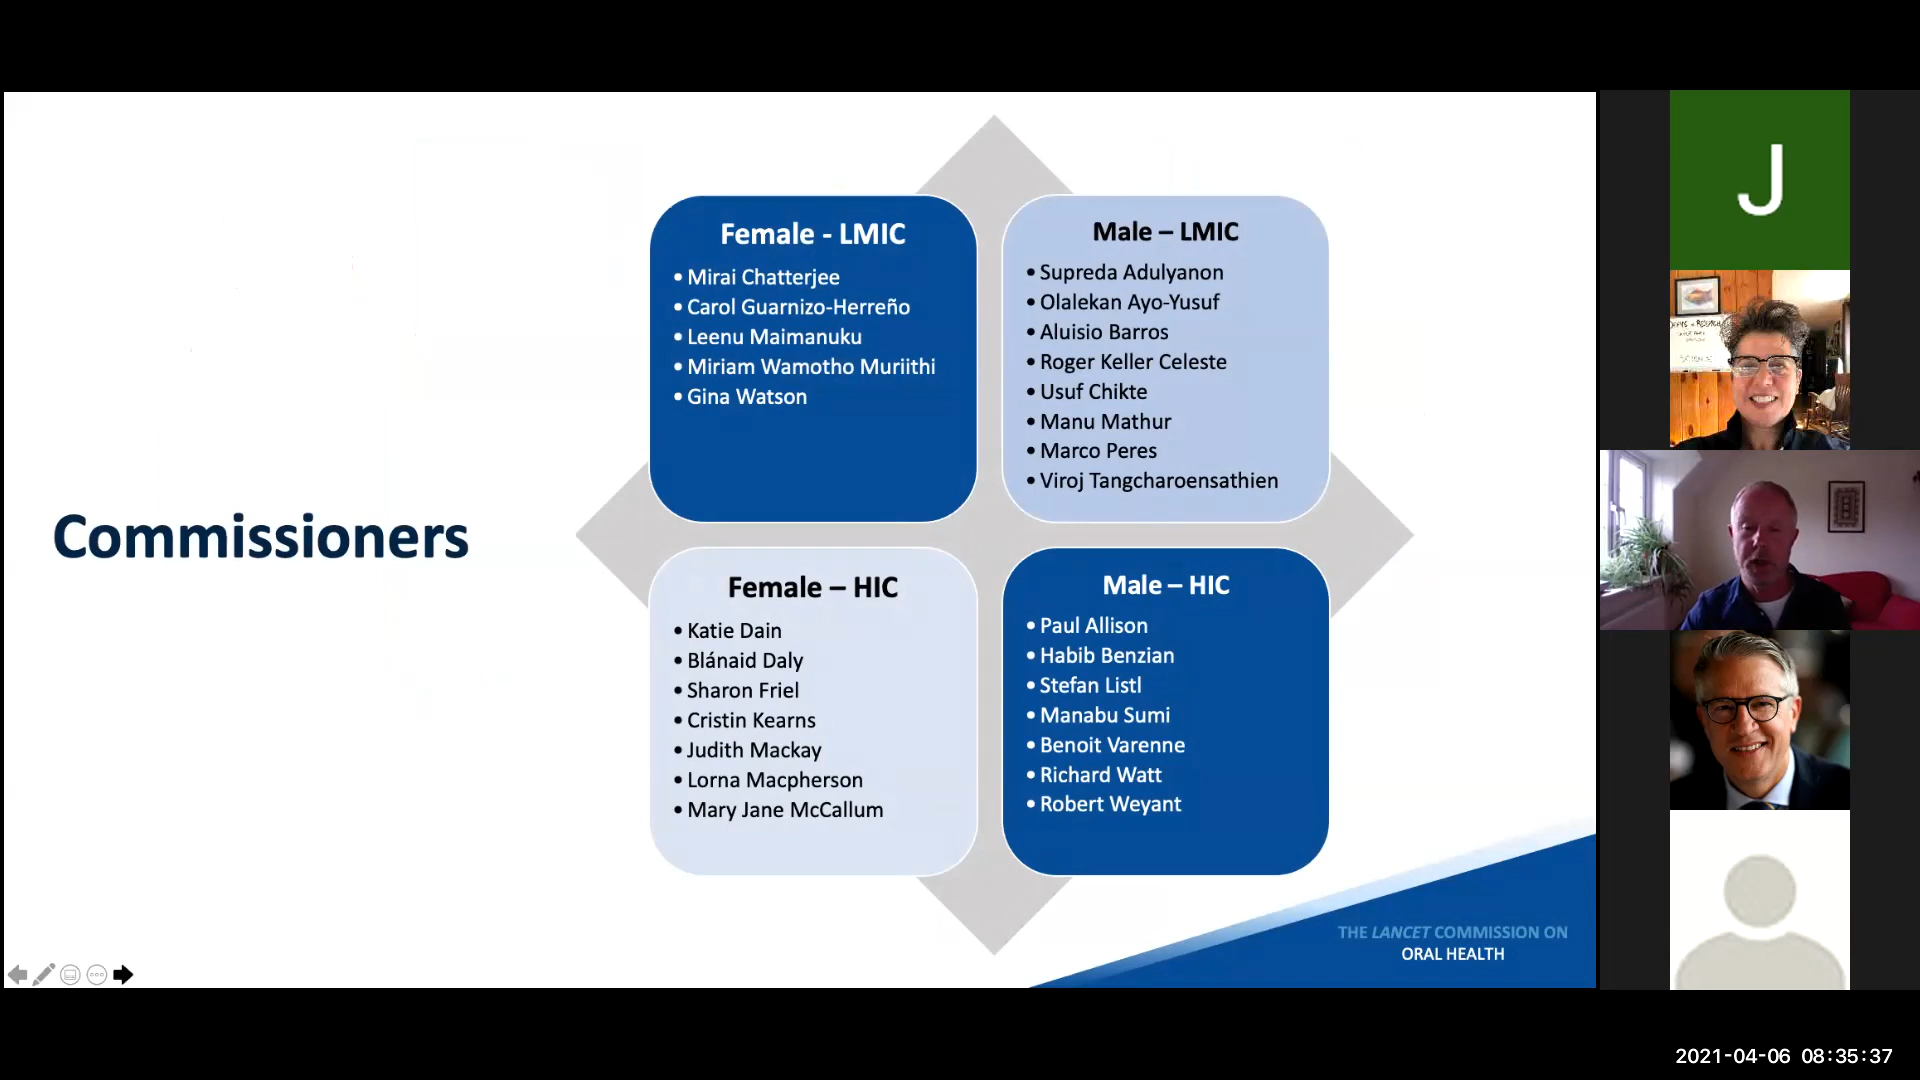 Commissioners
Female - LMIC
• Mirai Chatterjee
• Carol Guarnizo-Herreño
• Leenu Maimanuku
• Miriam Wamotho Muriithi
• Gina Watson
Male – LMIC
• Supreda Adulyanon
• Olalekan Ayo-Yusuf
• Aluisio Barros
• Roger Keller Celeste
• Usuf Chikte
• Manu Mathur
• Marco Peres
• Viroj Tangcharoensathien
Female – HIC
• Katie Dain
• Blánaid Daly
• Sharon Friel
• Cristin Kearns
• Judith Mackay
• Lorna Macpherson
• Mary Jane McCallum
Male – HIC
• Paul Allison
• Habib Benzian
• Stefan Listl
• Manabu Sumi
• Benoit Varenne
• Richard Watt
• Robert Weyant
THE LANCET COMMISSION ON
ORAL HEALTH
J
2021-04-06 08:35:37